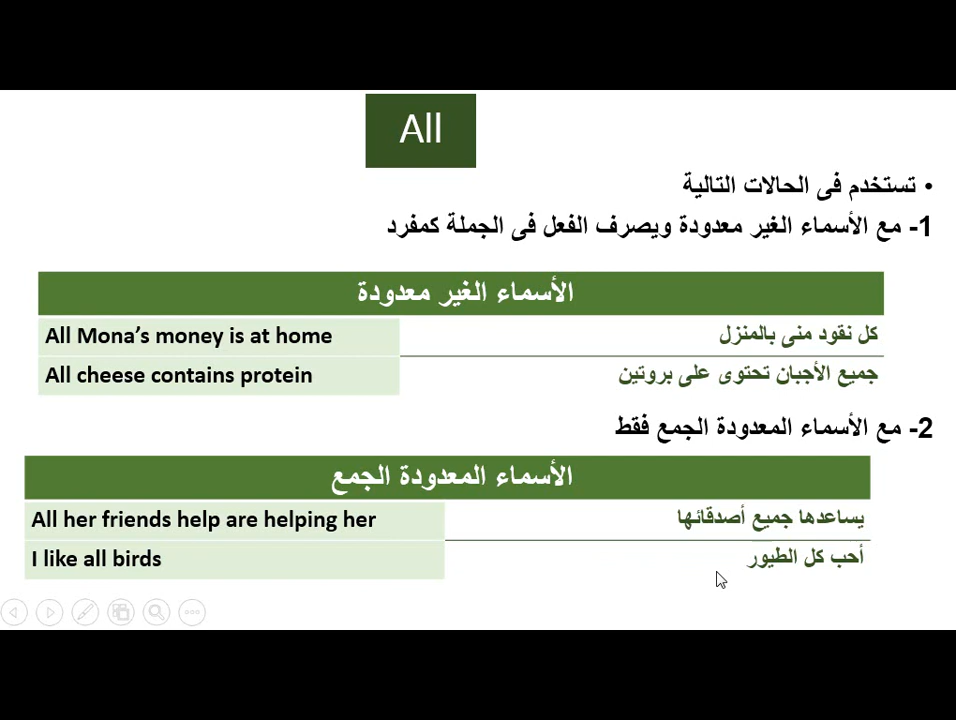 All
• تستخدم فى الحالات التالية
1- مع الأسماء الغير معدودة ويصرف الفعل فى الجملة كمفرد
الأسماء الغير معدودة
All Mona’s money is at home
كل نقود منى بالمنزل
All cheese contains protein
جميع الأجبان تحتوى على بروتين
2- مع الأسماء المعدودة الجمع فقط
الأسماء المعدودة الجمع
All her friends help are helping her
يساعدها جميع أصدقائها
I like all birds
أحب كل الطيور